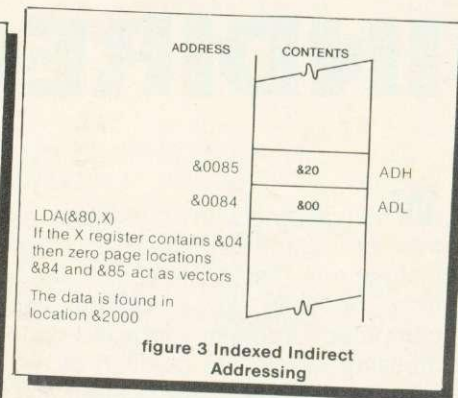 ADDRESS CONTENTS
&0085 &20 ADH
&0084 &00 ADL
LDA(&80,X)
If the X register contains &04
then zero page locations
&84 and &85 act as vectors
The data is found in
location &2000
figure 3 Indexed Indirect
Addressing